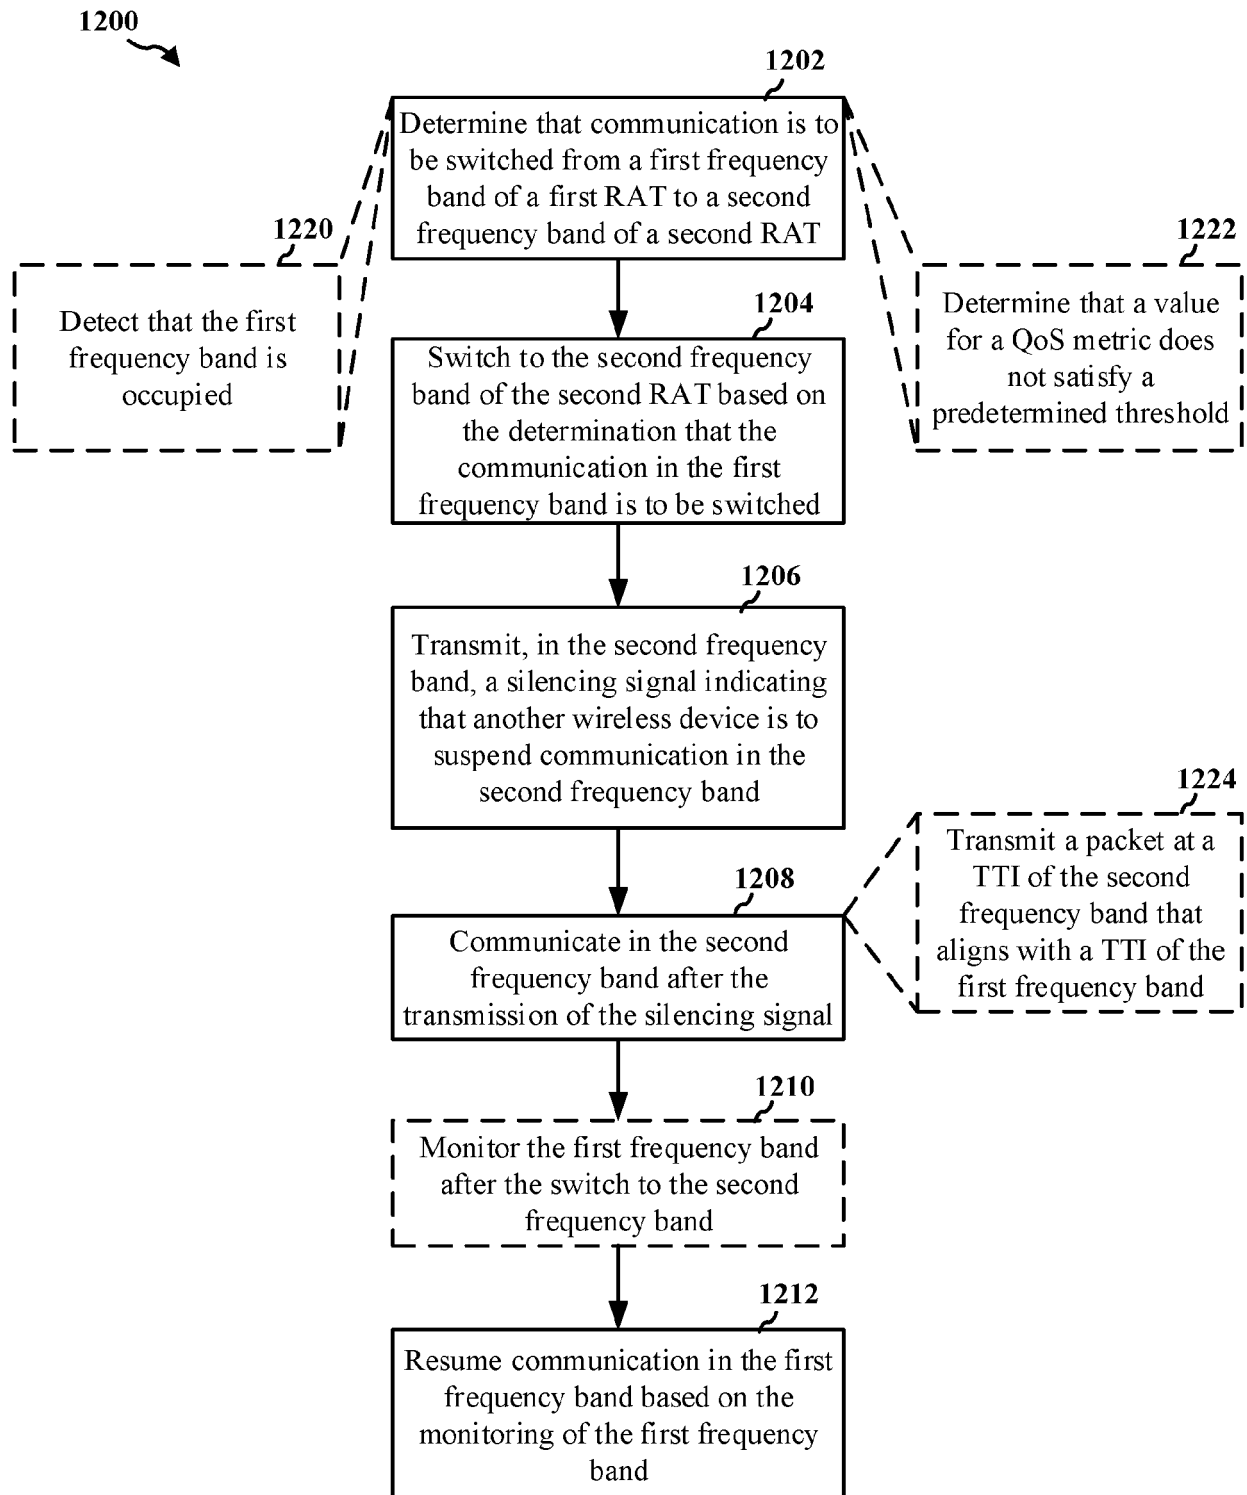 1200
1202
Determine that communication is to
be switched from a first frequency
band of a first RAT to a second
frequency band of a second RAT
1220
Detect that the first
frequency band is
occupied
1222
Determine that a value
for a QoS metric does
not satisfy a
predetermined threshold
1204
Switch to the second frequency
band of the second RAT based on
the determination that the
communication in the first
frequency band is to be switched
1206
Transmit, in the second frequency
band, a silencing signal indicating
that another wireless device is to
suspend communication in the
second frequency band
1208
Communicate in the second
frequency band after the
transmission of the silencing signal
1224
Transmit a packet at a
TTI of the second
frequency band that
aligns with a TTI of the
first frequency band
1210
Monitor the first frequency band
after the switch to the second
frequency band
1212
Resume communication in the first
frequency band based on the
monitoring of the first frequency
band